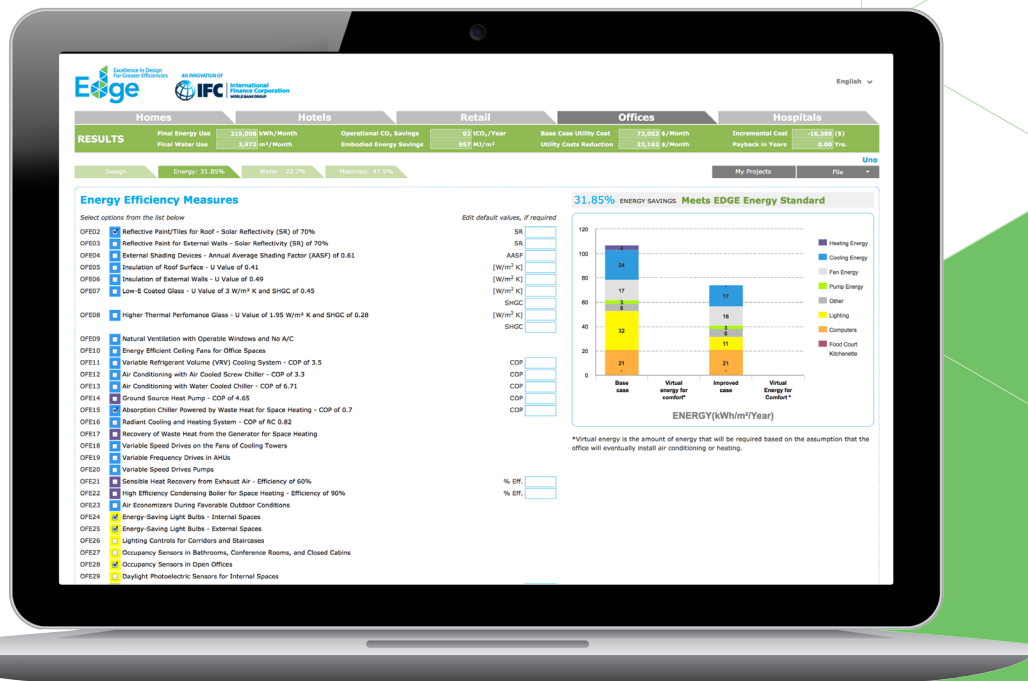 Edge
Excellence In Design
For Greater Efficiencies
AN INNOVATION OF
IFC
International
Finance Corporation
WORLD BANK GROUP
English
Homes Hotels Retail Offices Hospitals
RESULTS
Final Energy Use 219,008 kWh/Month Operational CO₂ Savings 92 tCO₂/Year Base Case Utility Cost 73,053 $/Month Incremental Cost -16,389 ($)
Final Water Use 3,972 m³/Month Embodied Energy Savings 957 MJ/m² Utility Costs Reduction 23,162 $/Month Payback in Years 0.00 Yrs.
Uno
Design Energy: 31.85% Water - 22.7% Materials: 47.9% My Projects File
Energy Efficiency Measures
Select options from the list below Edit default values, if required
OFE02 Reflective Paint/Tiles for Roof - Solar Reflectivity (SR) of 70% SR
OFE03 Reflective Paint for External Walls - Solar Reflectivity (SR) of 70% SR
OFE04 External Shading Devices - Annual Average Shading Factor (AASF) of 0.61 AASF
OFE05 Insulation of Roof Surface - U Value of 0.41 [W/m² K]
OFE06 Insulation of External Walls - U Value of 0.49 [W/m² K]
OFE07 Low-E Coated Glass - U Value of 3 W/m² K and SHGC of 0.45 [W/m² K]
SHGC
OFE08 Higher Thermal Perfomance Glass - U Value of 1.95 W/m² K and SHGC of 0.28 [W/m² K]
SHGC
OFE09 Natural Ventilation with Operable Windows and No A/C
OFE10 Energy Efficient Ceiling Fans for Office Spaces
OFE11 Variable Refrigerant Volume (VRV) Cooling System - COP of 3.5 COP
OFE12 Air Conditioning with Air Cooled Screw Chiller - COP of 3.3 COP
OFE13 Air Conditioning with Water Cooled Chiller - COP of 6.71 COP
OFE14 Ground Source Heat Pump - COP of 4.65 COP
OFE15 Absorption Chiller Powered by Waste Heat for Space Heating - COP of 0.7 COP
OFE16 Radiant Cooling and Heating System - COP of RC 0.82
OFE17 Recovery of Waste Heat from the Generator for Space Heating
OFE18 Variable Speed Drives on the Fans of Cooling Towers
OFE19 Variable Frequency Drives in AHUs
OFE20 Variable Speed Drives Pumps
OFE21 Sensible Heat Recovery from Exhaust Air - Efficiency of 60% % Eff.
OFE22 High Efficiency Condensing Boiler for Space Heating - Efficiency of 90% % Eff.
OFE23 Air Economizers During Favorable Outdoor Conditions
OFE24 Energy-Saving Light Bulbs - Internal Spaces
OFE25 Energy-Saving Light Bulbs - External Spaces
OFE26 Lighting Controls for Corridors and Staircases
OFE27 Occupancy Sensors in Bathrooms, Conference Rooms, and Closed Cabins
OFE28 Occupancy Sensors in Open Offices
OFE29 Daylight Photoelectric Sensors for Internal Spaces
31.85% ENERGY SAVINGS Meets EDGE Energy Standard
120
100
80
60
40
20
0
4
24
17
3
6
32
21
17
16
3
6
11
21
Base case
Virtual energy for comfort*
Improved case
Virtual Energy for Comfort *
ENERGY(kWh/m²/Year)
Heating Energy
Cooling Energy
Fan Energy
Pump Energy
Other
Lighting
Computers
Food Court
Kitchenette
*Virtual energy is the amount of energy that will be required based on the assumption that the
office will eventually install air conditioning or heating.